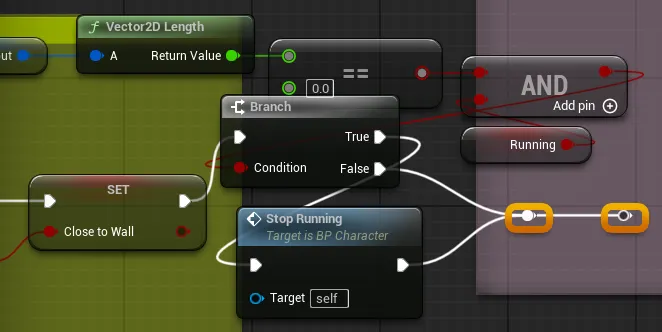 Vector2D Length
ut
A
Return Value
==
0.0
AND
Add pin
Branch
True
Condition
False
Running
SET
Close to Wall
Stop Running
Target is BP Character
Target
self